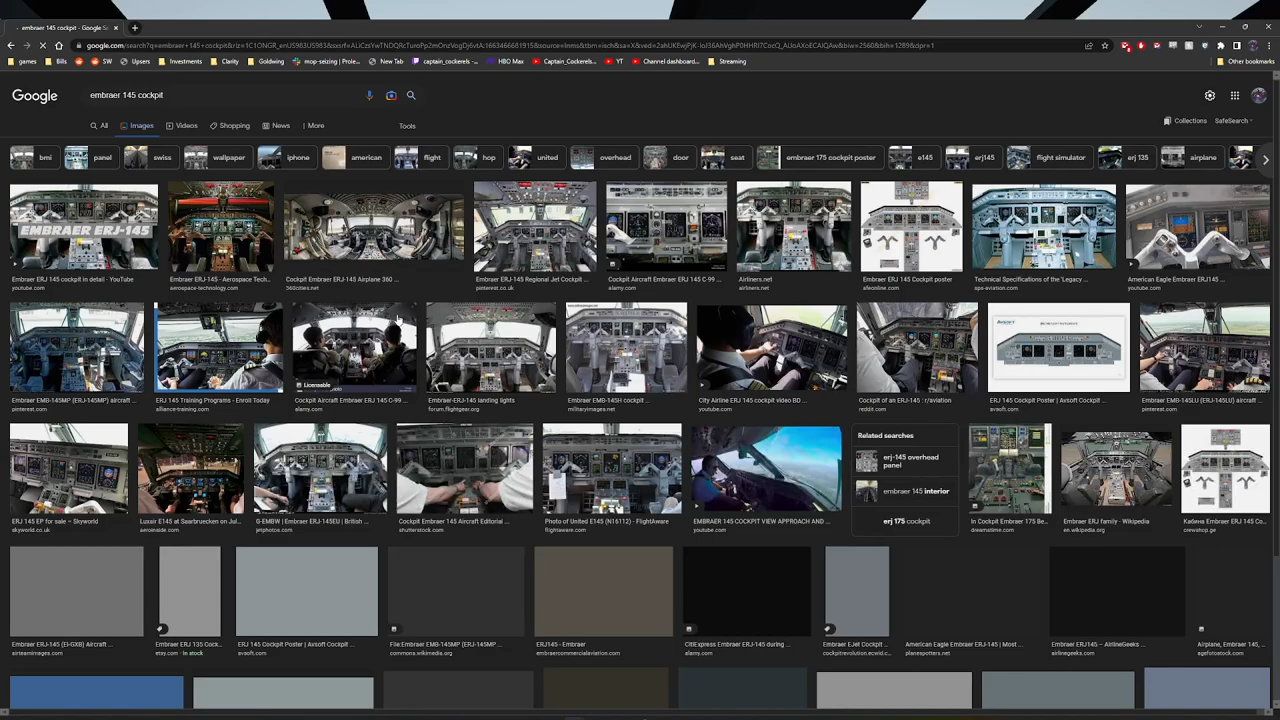 embraer 145 cockpit - Google Se
google.com/search?q=embraer+145+cockpit
games
Bills
SW
Upsers
Investments
Clarity
Goldwing
mop-seizing | Prole...
New Tab
captain_cockerels -...
HBO Max
Captain_Cockerels...
YT
Channel dashboard...
Streaming
Other bookmarks
Google
embraer 145 cockpit
All
Images
Videos
Shopping
News
More
Tools
Collections
SafeSearch
bmi
panel
swiss
wallpaper
iphone
american
flight
hop
united
overhead
door
seat
embraer 175 cockpit poster
e145
erj145
flight simulator
erj 135
airplane
EMBRAER ERJ-145
Embraer ERJ 145 cockpit in detail - YouTube
youtube.com
Embraer ERJ-145 - Aerospace Tech...
aerospace-technology.com
Cockpit Embraer ERJ-145 Airplane 360 ...
360cities.net
Embraer ERJ-145 Regional Jet Cockpit ...
pinterest.co.uk
Cockpit Aircraft Embraer ERJ 145 C-99 ...
alamy.com
Airliners.net
airliners.net
Embraer ERJ 145 Cockpit poster
afeonline.com
Technical Specifications of the 'Legacy ...
sps-aviation.com
American Eagle Embraer ERJ145 ...
youtube.com
Embraer EMB-145MP (ERJ-145MP) aircraft ...
pinterest.com
ERJ 145 Training Programs - Enroll Today
alliance-training.com
Licensable
Cockpit Aircraft Embraer ERJ 145 C-99 ...
alamy.com
Embraer-ERJ-145 landing lights
forum.flightgear.org
Embraer EMB-145H cockpit ...
militaryimages.net
City Airline ERJ 145 cockpit video BD ...
youtube.com
Cockpit of an ERJ-145 : r/aviation
reddit.com
ERJ 145 Cockpit Poster | Avsoft Cockpit ...
avsoft.com
Embraer EMB-145LU (ERJ-145LU) aircraft ...
pinterest.com
ERJ 145 EP for sale – Skyworld
skyworld.co.uk
Luxair E145 at Saarbruecken on Jul...
aeroinside.com
G-EMBW | Embraer ERJ-145EU | British ...
jetphotos.com
Cockpit Embraer 145 Aircraft Editorial ...
shutterstock.com
Photo of United E145 (N16112) - FlightAware
flightaware.com
EMBRAER 145 COCKPIT VIEW APPROACH AND ...
youtube.com
Related searches
erj-145 overhead
panel
embraer 145 interior
erj 175 cockpit
In Cockpit Embraer 175 Be...
dreamstime.com
Embraer ERJ family - Wikipedia
en.wikipedia.org
Кабина Embraer ERJ 145 Co...
crewshop.ge
Embraer ERJ-145 (EI-GXB) Aircraft ...
airteamimages.com
Embraer ERJ 135 Cock...
etsy.com · In stock
ERJ 145 Cockpit Poster | Avsoft Cockpit ...
avsoft.com
File:Embraer EMB-145MP (ERJ-145MP ...
commons.wikimedia.org
ERJ145 - Embraer
embraercommercialaviation.com
CitiExpress Embraer ERJ-145 during ...
alamy.com
Embraer EJet Cockpit ...
cockpitrevolution.ecwid.c...
American Eagle Embraer ERJ-145 | Most ...
planespotters.net
Embraer ERJ145 – AirlineGeeks ...
airlinegeeks.com
Airplane, Embraer 145, ...
agefotostock.com